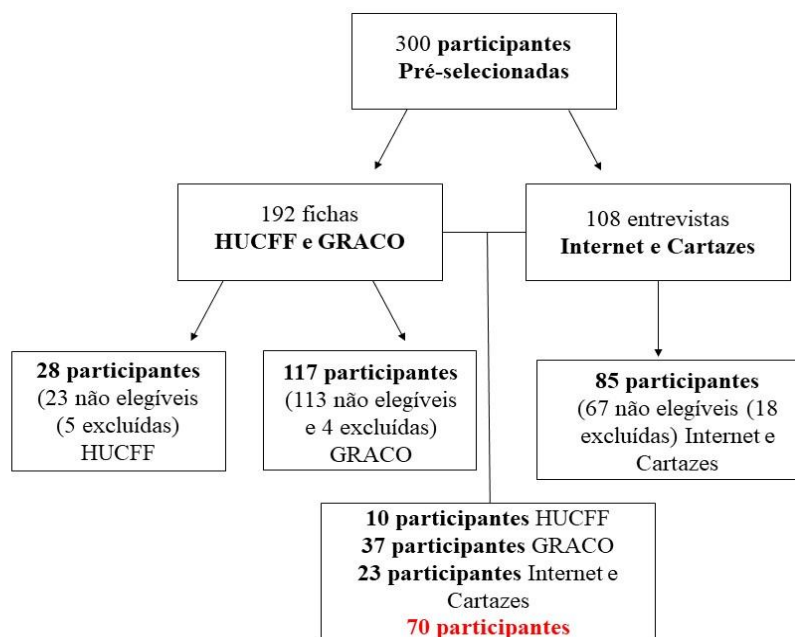 300 participantes
Pré-selecionadas
192 fichas
HUCFF e GRACO
108 entrevistas
Internet e Cartazes
28 participantes
(23 não elegíveis
(5 excluídas)
HUCFF
117 participantes
(113 não elegíveis
e 4 excluídas)
GRACO
85 participantes
(67 não elegíveis (18
excluídas) Internet e
Cartazes
10 participantes HUCFF
37 participantes GRACO
23 participantes Internet e
Cartazes
70 participantes